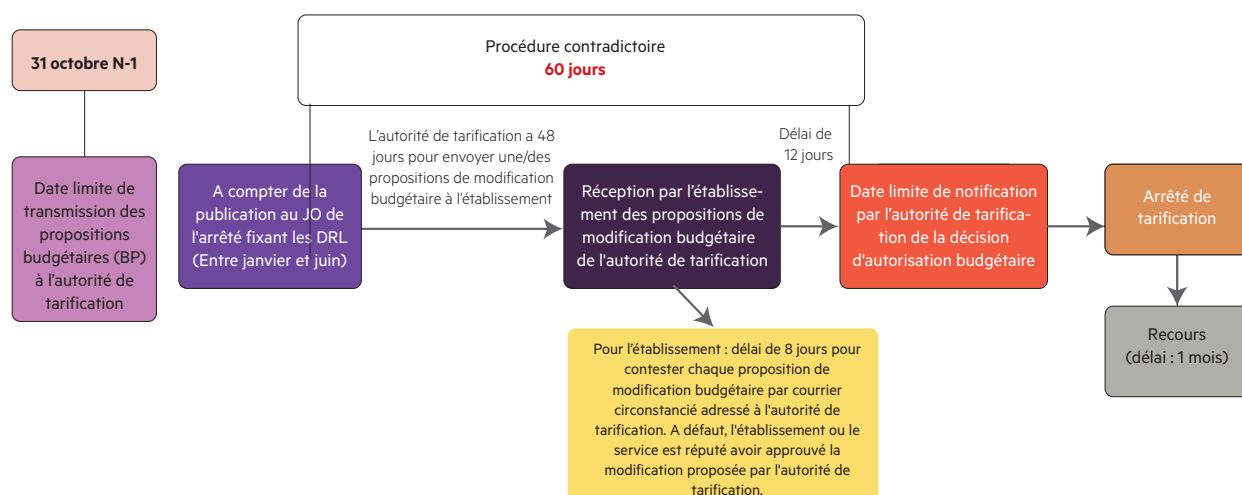 31 octobre N-1
Date limite de
transmission des
propositions
budgétaires (BP)
à l’autorité de
tarification
Procédure contradictoire
60 jours
A compter de la
publication au JO de
l'arrêté fixant les DRL
(Entre janvier et juin)
L’autorité de tarification a 48
jours pour envoyer une/des
propositions de modification
budgétaire à l’établissement
Réception par l’établisse-
ment des propositions de
modification budgétaire
de l’autorité de tarification
Pour l’établissement : délai de 8 jours pour
contester chaque proposition de
modification budgétaire par courrier
circonstancié adressé à l'autorité de
tarification. A défaut, l'établissement ou le
service est réputé avoir approuvé la
modification proposée par l'autorité de
tarification.
Délai de
12 jours
Date limite de notification
par l’autorité de tarifica-
tion de la décision
d'autorisation budgétaire
Arrêté de
tarification
Recours
(délai : 1 mois)